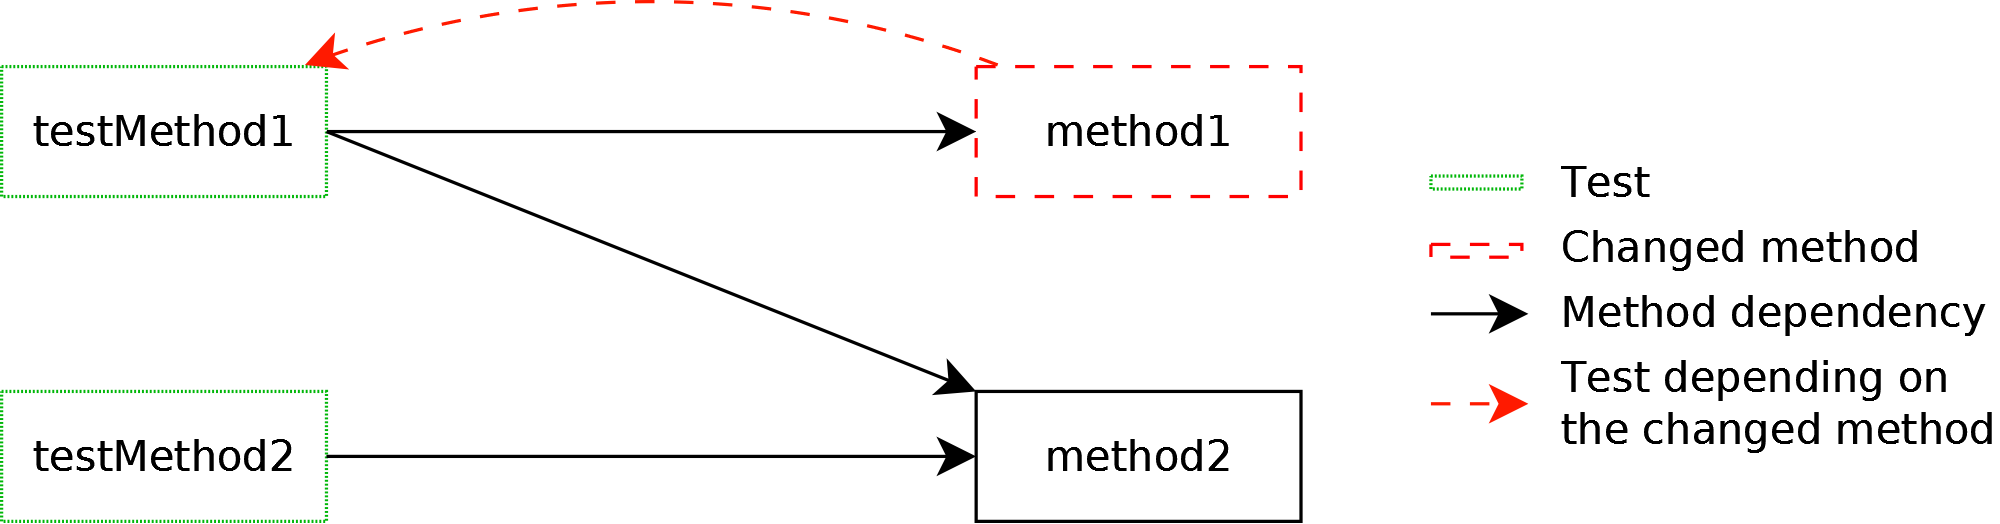 testMethod1
method1
testMethod2
method2
Test
Changed method
Method dependency
Test depending on
the changed method